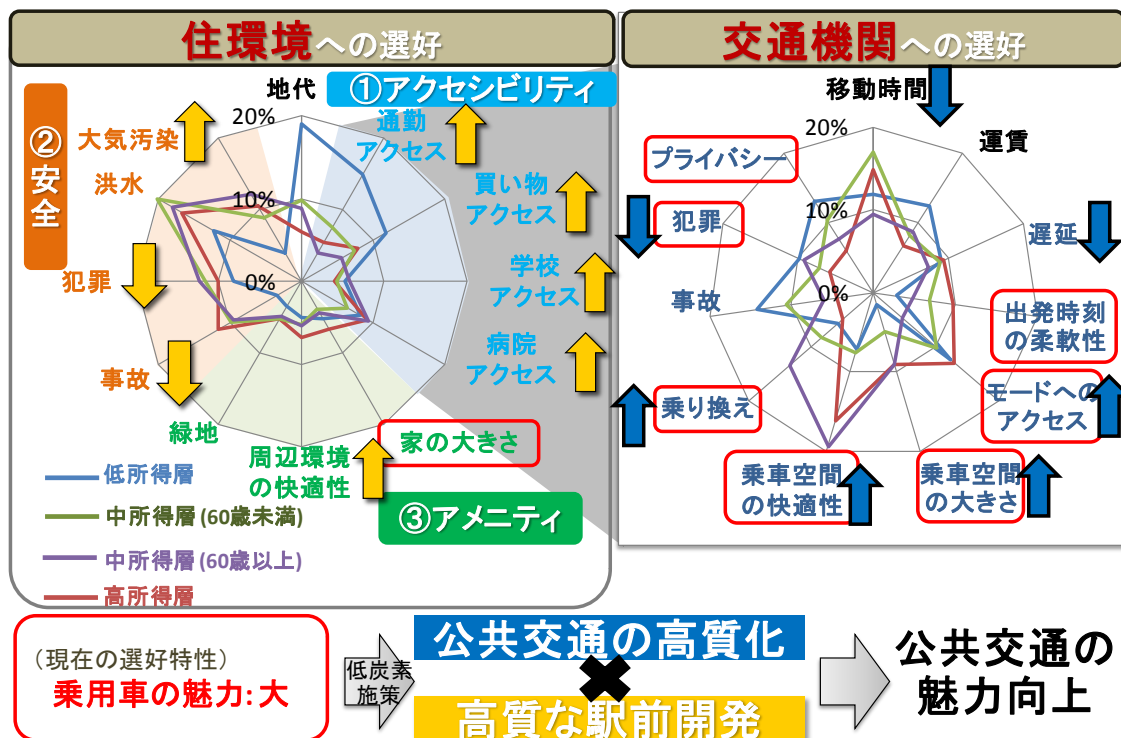 住環境への選好
地代
①アクセシビリティ
20%
10%
0%
通勤
アクセス
買い物
アクセス
学校
アクセス
病院
アクセス
家の大きさ
周辺環境
の快適性
緑地
③アメニティ
事故
犯罪
洪水
大気汚染
②安全
低所得層
中所得層(60歳未満)
中所得層(60歳以上)
高所得層
交通機関への選好
移動時間
20%
10%
0%
運賃
遅延
出発時刻
の柔軟性
モードへの
アクセス
乗車空間
の大きさ
乗車空間
の快適性
乗り換え
事故
犯罪
プライバシー
（現在の選好特性）
乗用車の魅力:大
低炭素
施策
公共交通の高質化
高質な駅前開発
公共交通の
魅力向上